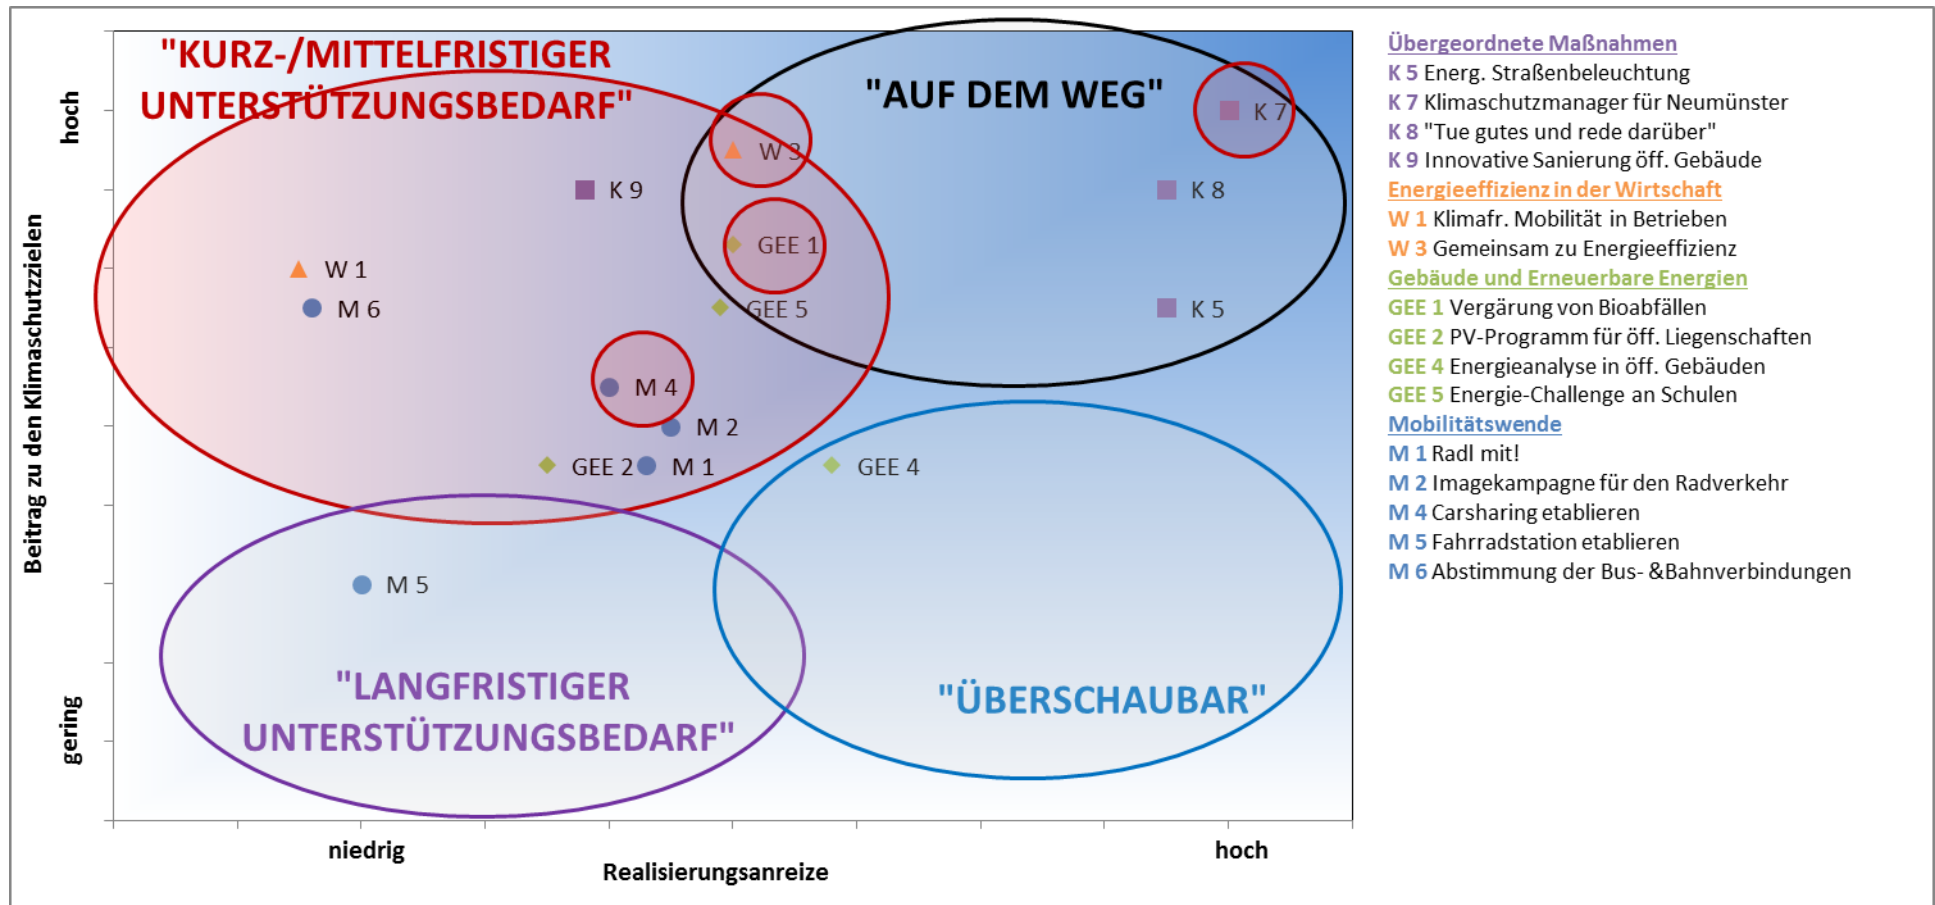 "KURZ-/MITTELFRISTIGER
UNTERSTÜTZUNGSBEDARF"
"AUF DEM WEG"
K 7
W 3
K 9
K 8
GEE 1
W 1
M 6
GEE 5
K 5
M 4
M 2
GEE 2
M 1
GEE 4
M 5
"LANGFRISTIGER
UNTERSTÜTZUNGSBEDARF"
"ÜBERSCHAUBAR"
hoch
Beitrag zu den Klimaschutzzielen
gering
niedrig
hoch
Realisierungsanreize
Übergeordnete Maßnahmen
K 5 Energ. Straßenbeleuchtung
K 7 Klimaschutzmanager für Neumünster
K 8 "Tue gutes und rede darüber"
K 9 Innovative Sanierung öff. Gebäude
Energieeffizienz in der Wirtschaft
W 1 Klimafr. Mobilität in Betrieben
W 3 Gemeinsam zu Energieeffizienz
Gebäude und Erneuerbare Energien
GEE 1 Vergärung von Bioabfällen
GEE 2 PV-Programm für öff. Liegenschaften
GEE 4 Energieanalyse in öff. Gebäuden
GEE 5 Energie-Challenge an Schulen
Mobilitätswende
M 1 Radl mit!
M 2 Imagekampagne für den Radverkehr
M 4 Carsharing etablieren
M 5 Fahrradstation etablieren
M 6 Abstimmung der Bus- &Bahnverbindungen